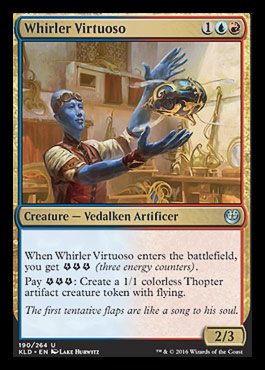 Whirler Virtuoso 1
Creature — Vedalken Artificer
When Whirler Virtuoso enters the battlefield,
you get (three energy counters).
Pay : Create a 1/1 colorless Thopter
artifact creature token with flying.
The first tentative flaps are like a song to his soul.
2/3
190/264 U
KLD • EN Lake Hurwitz
™ & © 2016 Wizards of the Coast